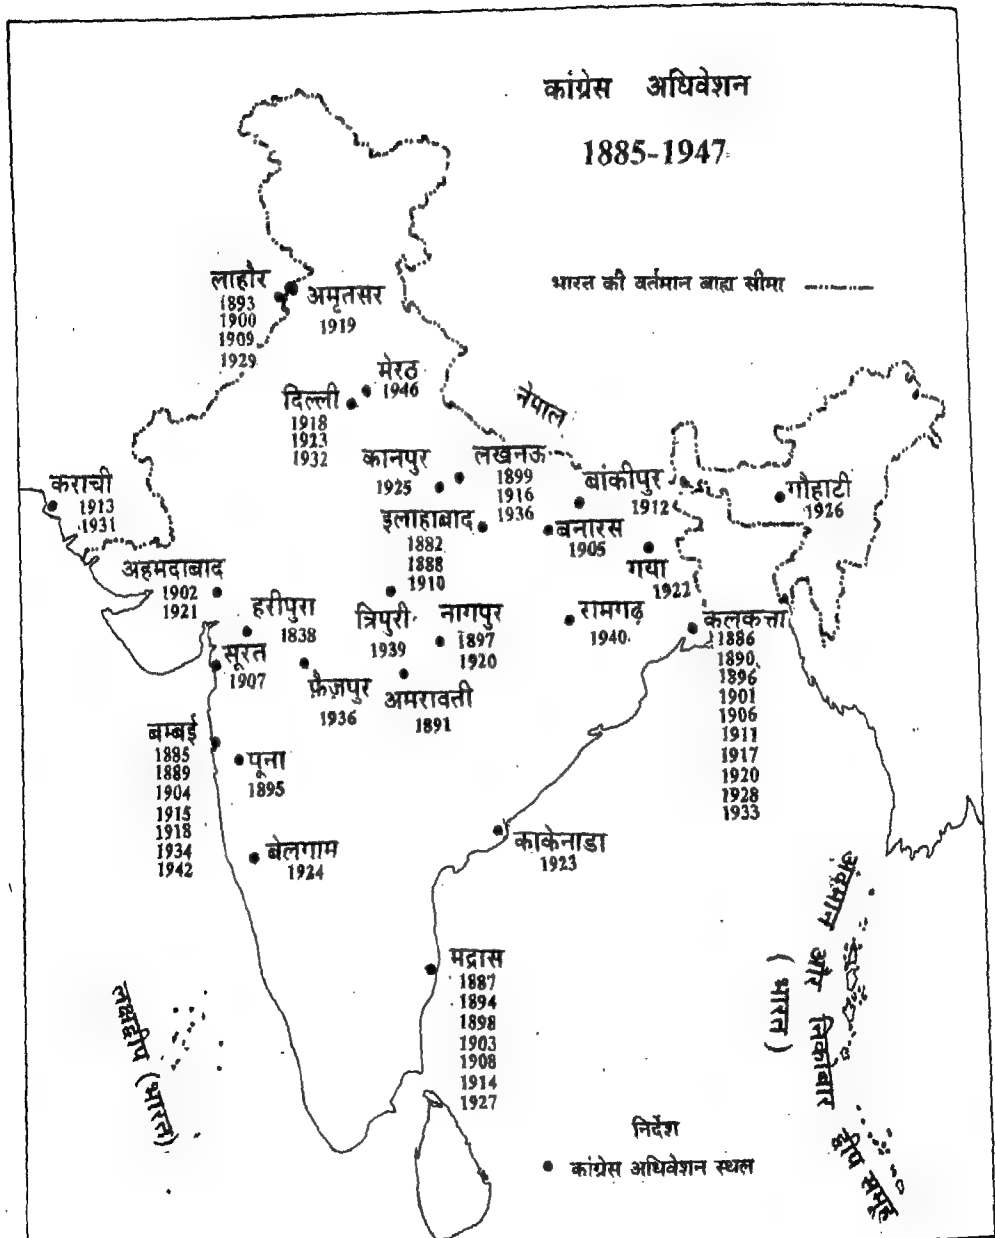 कांग्रेस अधिवेशन
1885-1947
भारत की वर्तमान बाह्य सीमा
लाहौर
1893
1900
1909
1929
अमृतसर
1919
मेरठ
1946
दिल्ली
1918
1923
1932
नेपाल
कानपुर
1925
लखनऊ
1899
1916
1936
बांकीपुर
1912
गौहाटी
1926
कराची
1913
1931
इलाहाबाद
1882
1888
1910
बनारस
1905
गया
1922
अहमदाबाद
1902
1921
हरीपुरा
1838
त्रिपुरी
1939
नागपुर
1897
1920
रामगढ़
1940
कलकत्ता
1886
1890
1896
1901
1906
1911
1917
1920
1928
1933
सूरत
1907
फ़ैज़पुर
1936
अमरावती
1891
बम्बई
1885
1889
1904
1915
1918
1934
1942
पूना
1895
बेलगाम
1924
काकेनाडा
1923
मद्रास
1887
1894
1898
1903
1908
1914
1927
अंदमान और निकोबार
द्वीप समूह
(भारत)
लक्षद्वीप (भारत)
निर्देश
कांग्रेस अधिवेशन स्थल